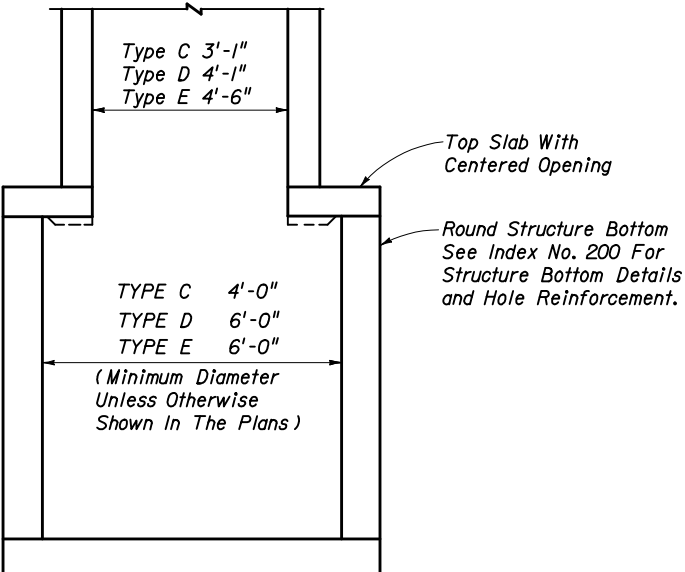 Type C 3'-1"
Type D 4'-1"
Type E 4'-6"
Top Slab With
Centered Opening
Round Structure Bottom
See Index No. 200 For
Structure Bottom Details
and Hole Reinforcement.
TYPE C 4'-0"
TYPE D 6'-0"
TYPE E 6'-0"
(Minimum Diameter
Unless Otherwise
Shown In The Plans)